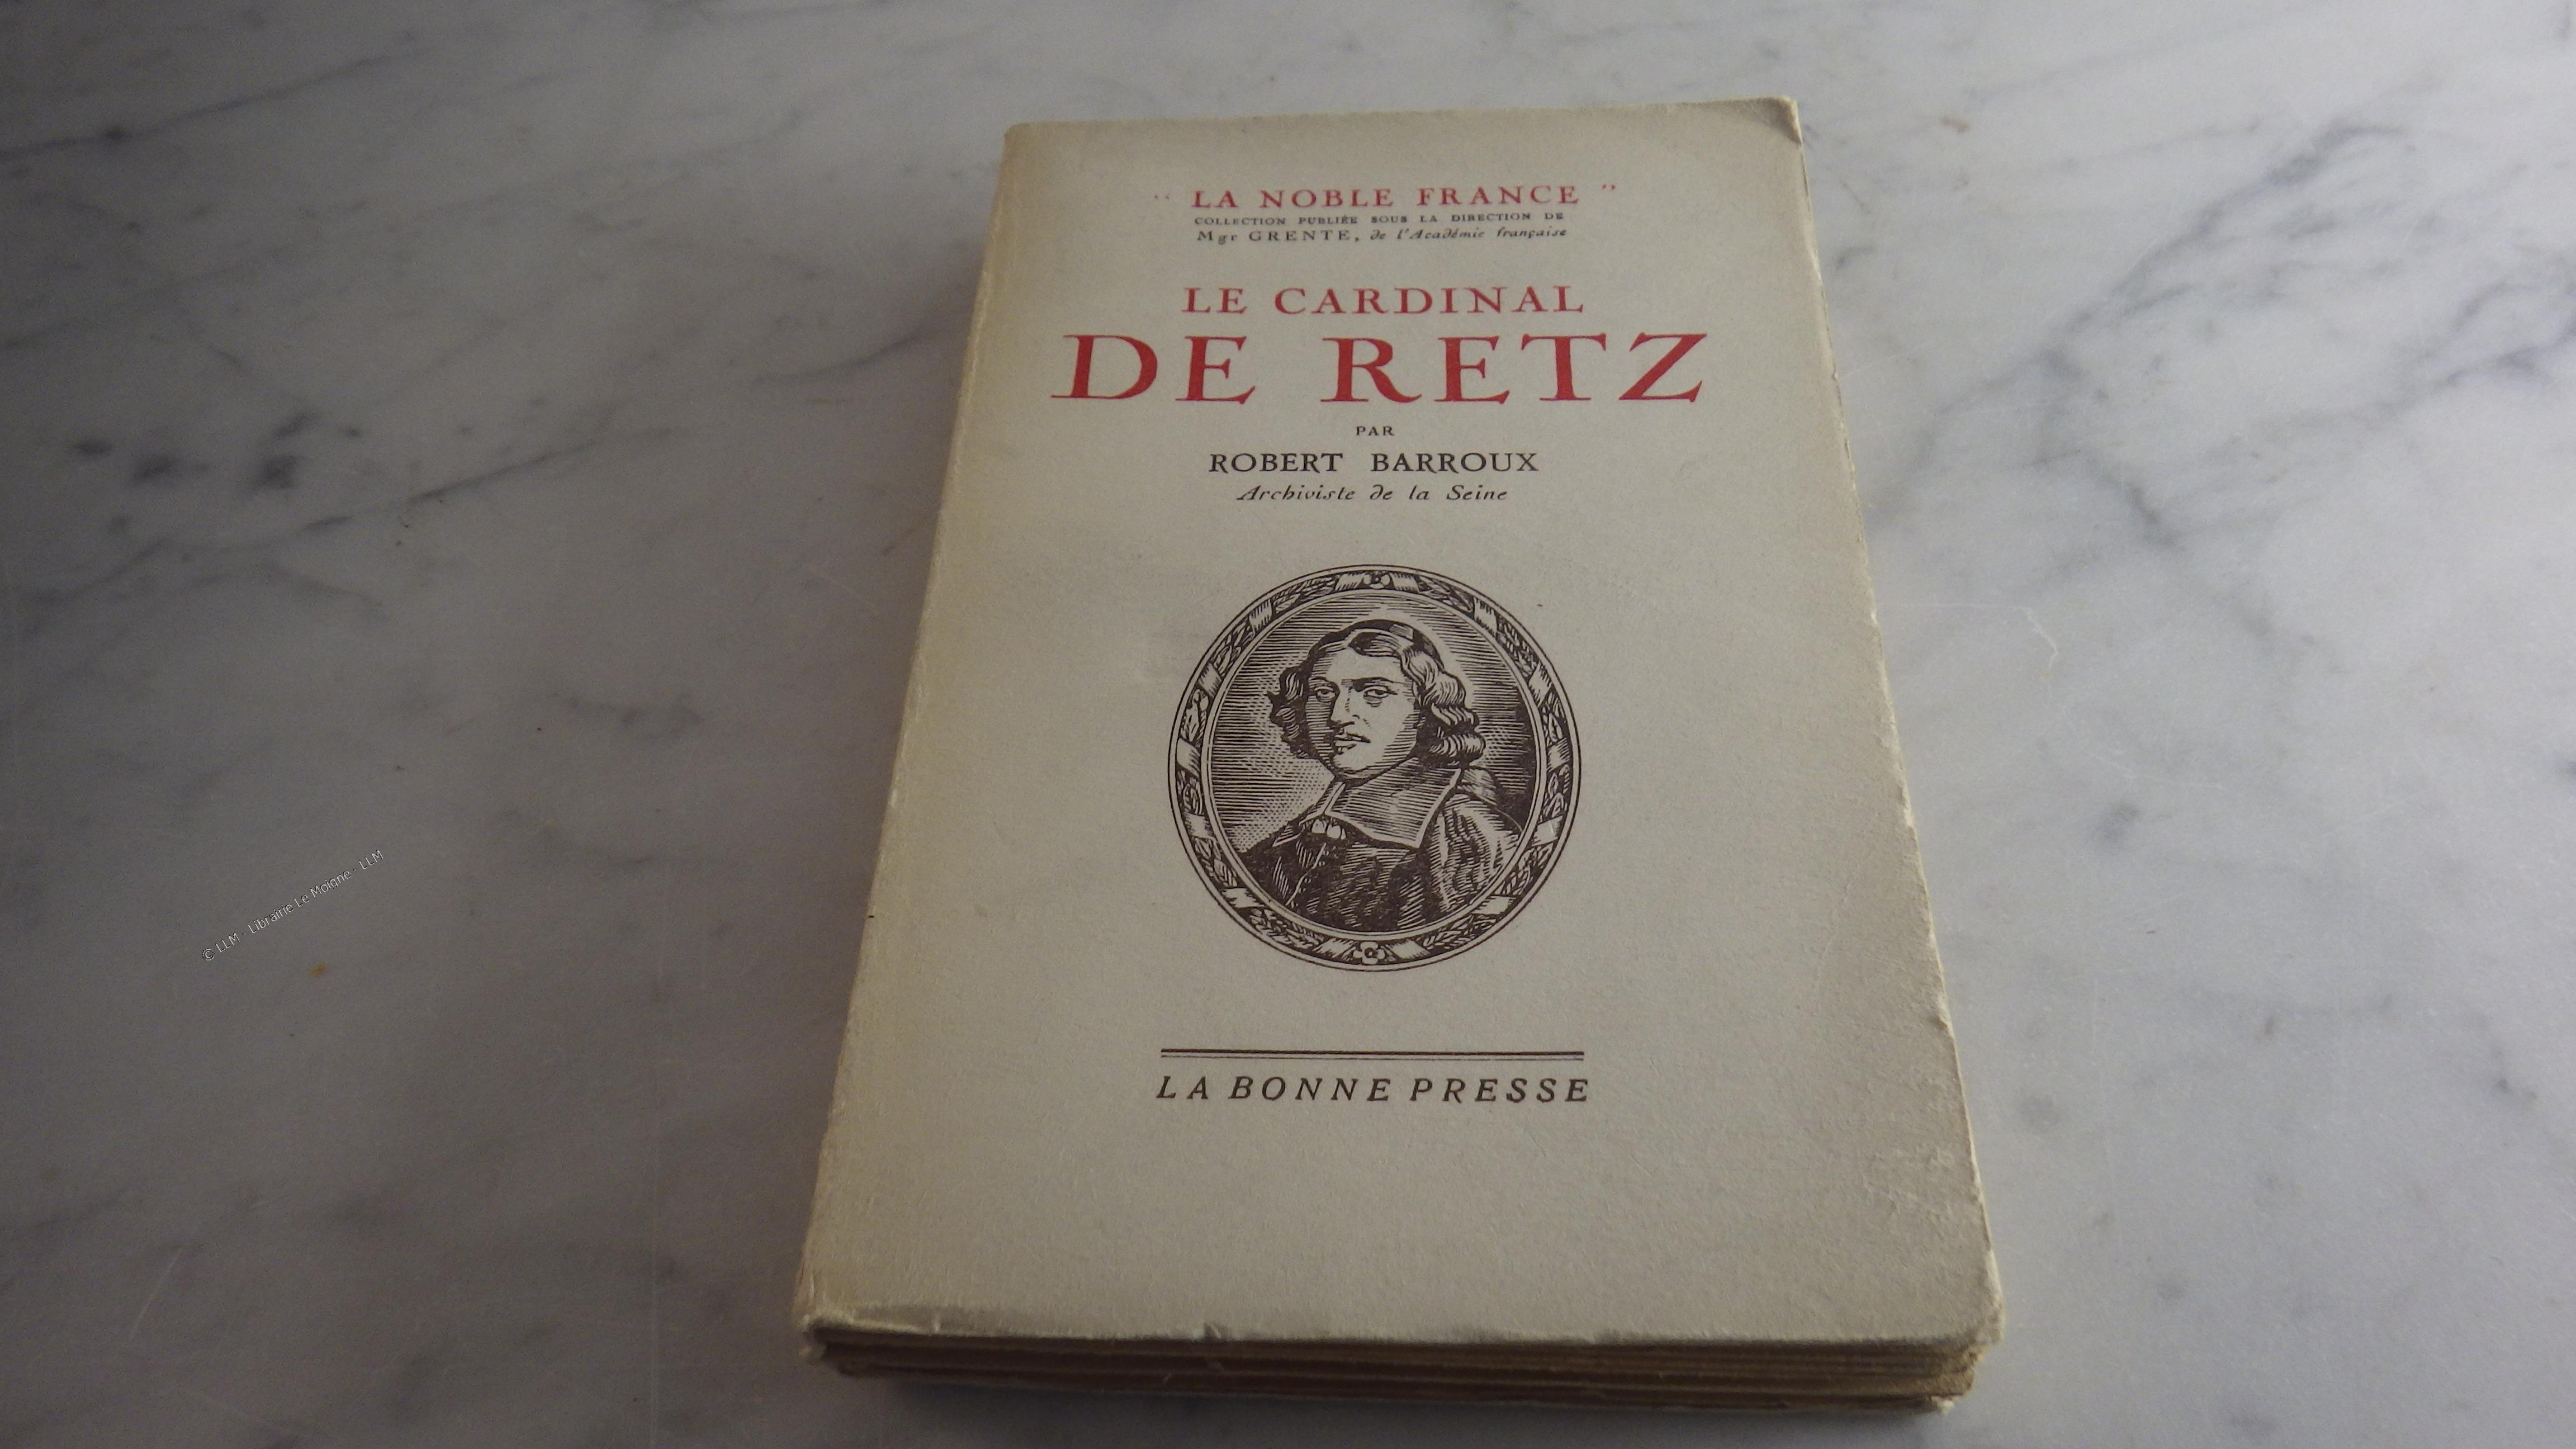 " LA NOBLE FRANCE "
COLLECTION PUBLIÉE SOUS LA DIRECTION DE
Mgr GRENTE, de l'Académie française
LE CARDINAL
DE RETZ
PAR
ROBERT BARROUX
Archiviste de la Seine
LA BONNE PRESSE
© LLM - Librairie Le Moigne - LLM